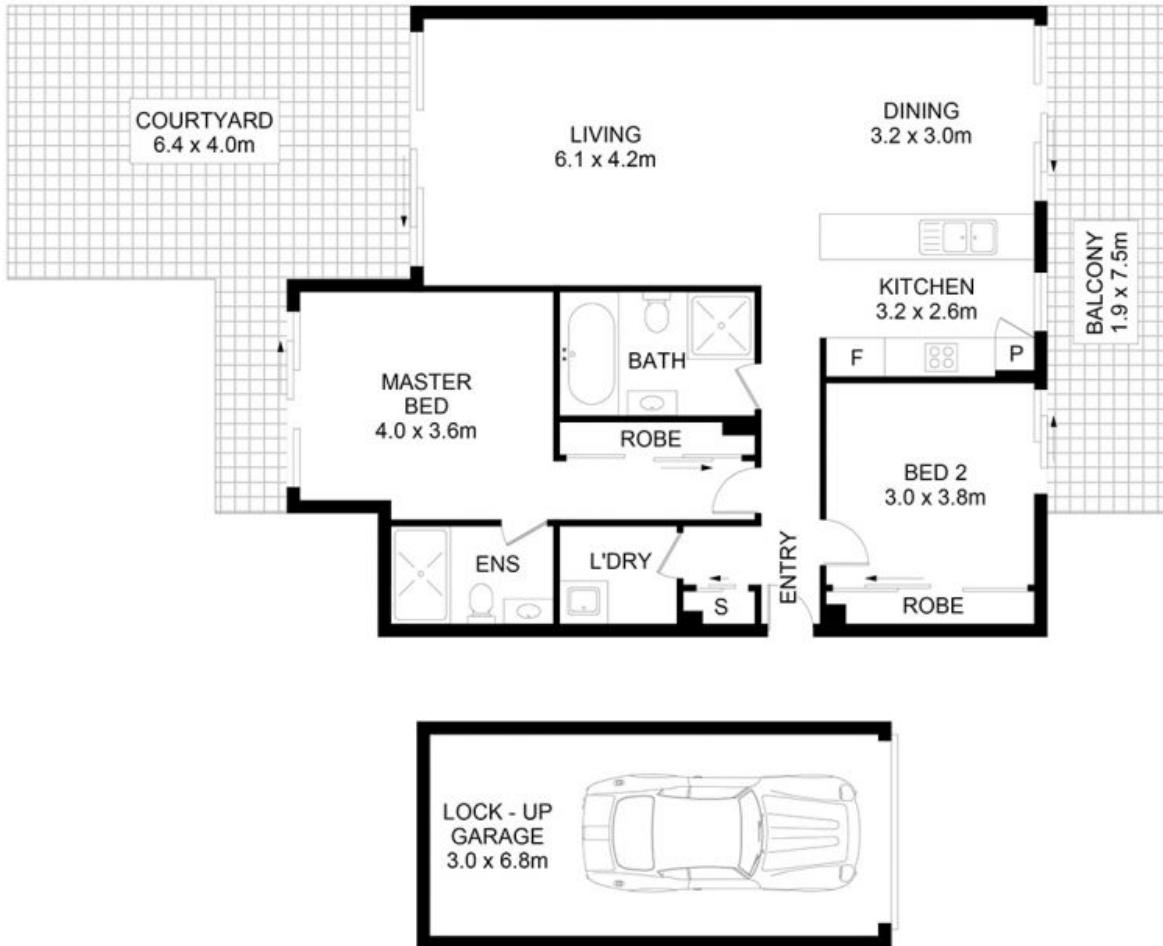 COURTYARD
6.4 x 4.0m
LIVING
6.1 x 4.2m
DINING
3.2 x 3.0m
KITCHEN
3.2 x 2.6m
BALCONY
1.9 x 7.5m
F
P
BATH
MASTER
BED
4.0 x 3.6m
ROBE
BED 2
3.0 x 3.8m
ENS
L'DRY
S
ENTRY
ROBE
LOCK - UP
GARAGE
3.0 x 6.8m